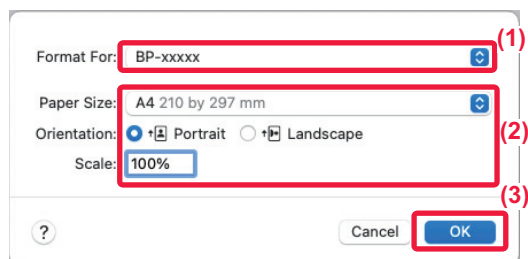 (1)
Format For: BP-xxxxx
Paper Size: A4 210 by 297 mm
Orientation: Portrait Landscape
(2)
Scale: 100%
(3)
? Cancel OK